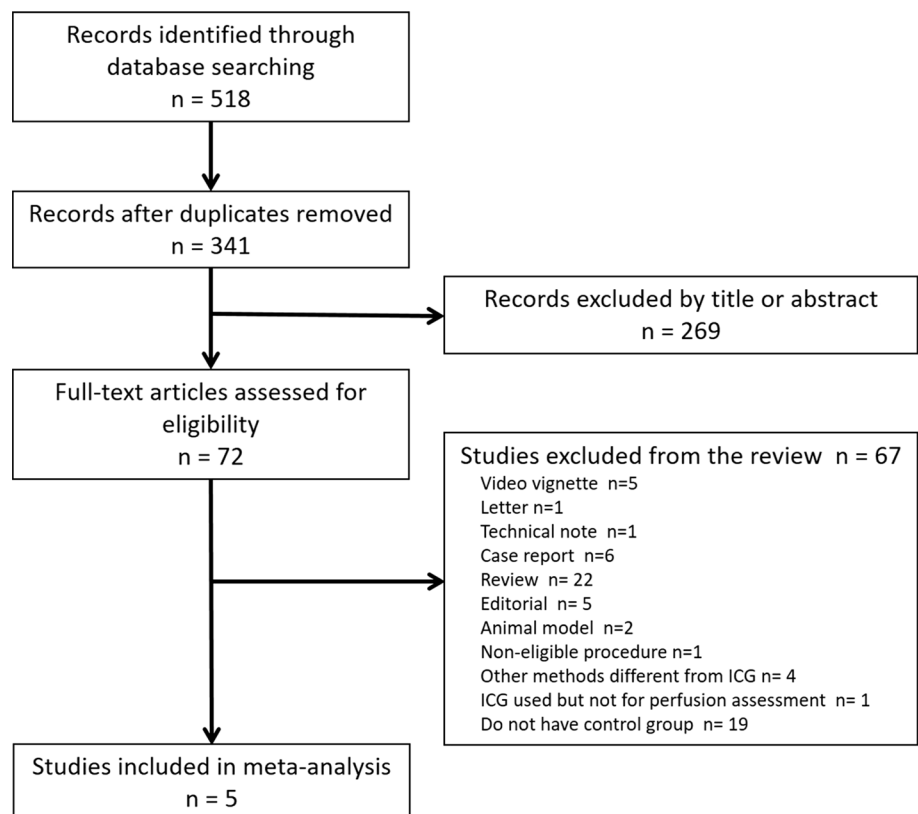 Records identified through
database searching
n = 518
Records after duplicates removed
n = 341
Records excluded by title or abstract
n = 269
Full-text articles assessed for
eligibility
n = 72
Studies excluded from the review n = 67
Video vignette n=5
Letter n=1
Technical note n=1
Case report n=6
Review n= 22
Editorial n= 5
Animal model n=2
Non-eligible procedure n=1
Other methods different from ICG n= 4
ICG used but not for perfusion assessment n= 1
Do not have control group n= 19
Studies included in meta-analysis
n = 5